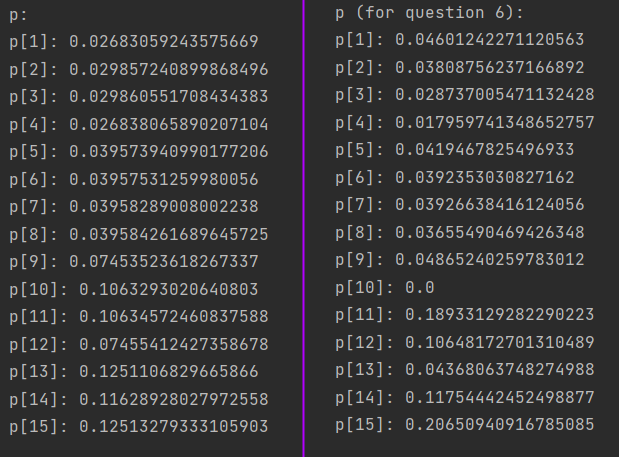 p:
p[1]: 0.02683059243575669
p[2]: 0.029857240899868496
p[3]: 0.029860551708434383
p[4]: 0.026838065890207104
p[5]: 0.039573940990177206
p[6]: 0.03957531259980056
p[7]: 0.03958289008002238
p[8]: 0.039584261689645725
p[9]: 0.07453523618267337
p[10]: 0.1063293020640803
p[11]: 0.10634572460837588
p[12]: 0.07455412427358678
p[13]: 0.1251106829665866
p[14]: 0.11628928027972558
p[15]: 0.12513279333105903
p (for question 6):
p[1]: 0.04601242271120563
p[2]: 0.03808756237166892
p[3]: 0.028737005471132428
p[4]: 0.017959741348652757
p[5]: 0.0419467825496933
p[6]: 0.0392353030827162
p[7]: 0.03926638416124056
p[8]: 0.03655490469426348
p[9]: 0.04865240259783012
p[10]: 0.0
p[11]: 0.18933129282290223
p[12]: 0.10648172701310489
p[13]: 0.04368063748274988
p[14]: 0.11754442452498877
p[15]: 0.20650940916785085